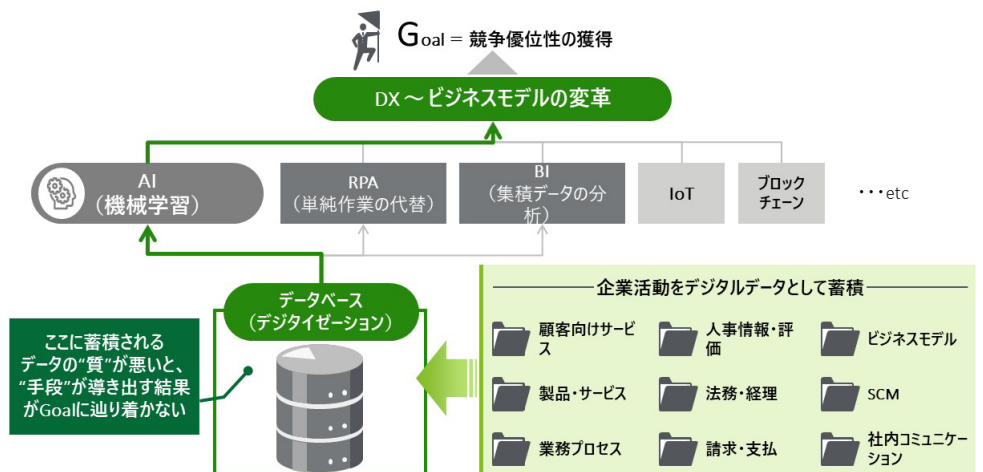 Goal = 競争優位性の獲得
DX ～ ビジネスモデルの変革
AI
（機械学習）
RPA
（単純作業の代替）
BI
（集積データの分
析）
IoT
ブロック
チェーン
・・・etc
データベース
（デジタイゼーション）
ここに蓄積される
データの“質”が悪いと、
“手段”が導き出す結果
がGoalに辿り着かない
企業活動をデジタルデータとして蓄積
顧客向けサービ
ス
人事情報・評
価
ビジネスモデル
製品・サービス
法務・経理
SCM
業務プロセス
請求・支払
社内コミュニケー
ション